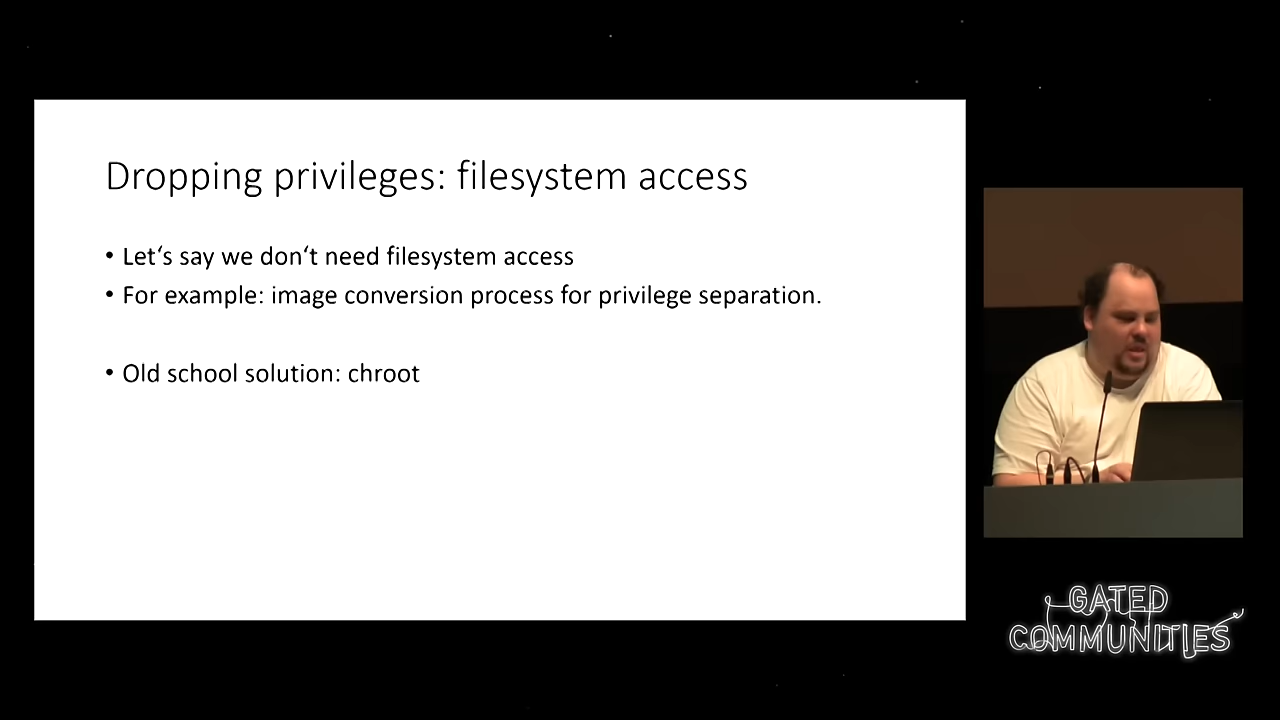 Dropping privileges: filesystem access
• Let‘s say we don‘t need filesystem access
• For example: image conversion process for privilege separation.
• Old school solution: chroot
GATED
COMMUNITIES